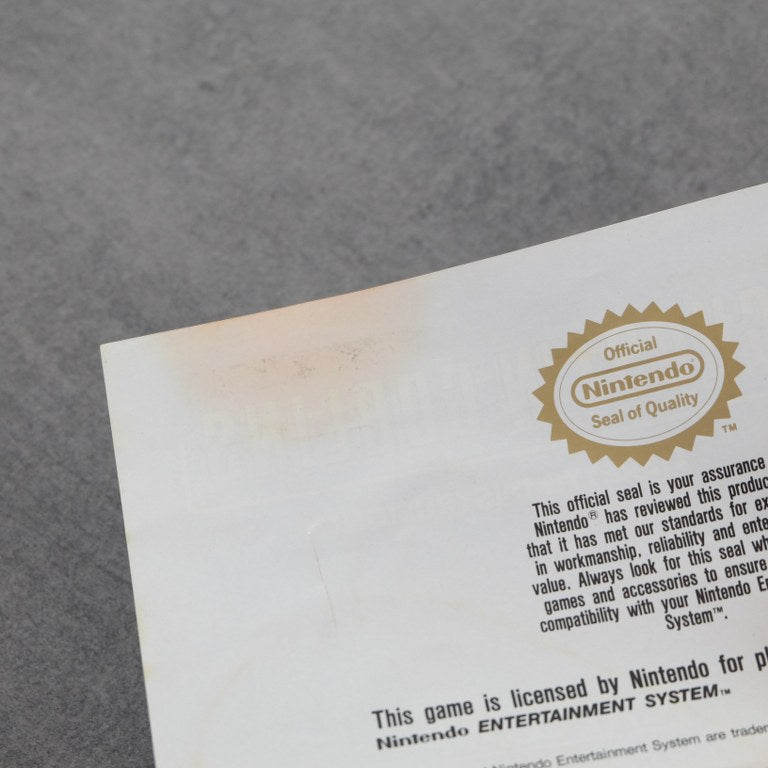 Official
Nintendo®
Seal of Quality
TM
This official seal is your assurance
Nintendo® has reviewed this produc
that it has met our standards for ex
in workmanship, reliability and ente
value. Always look for this seal wh
games and accessories to ensure
compatibility with your Nintendo En
System™.
This game is licensed by Nintendo for pl
Nintendo ENTERTAINMENT SYSTEM™
Nintendo Entertainment System are tradem